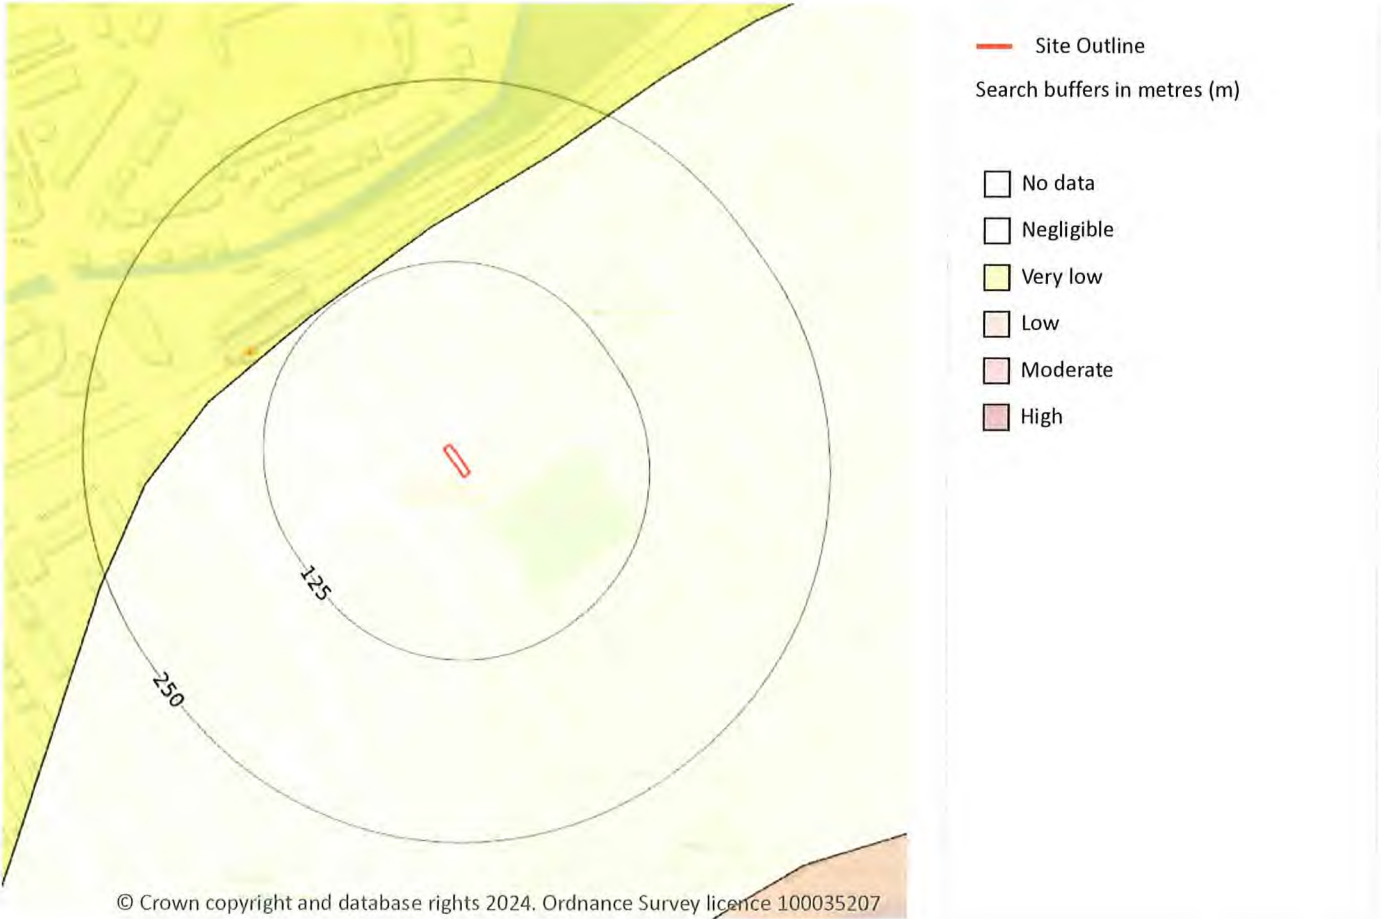 Site Outline
Search buffers in metres (m)
No data
Negligible
Very low
Low
Moderate
High
125
250
© Crown copyright and database rights 2024. Ordnance Survey licence 100035207